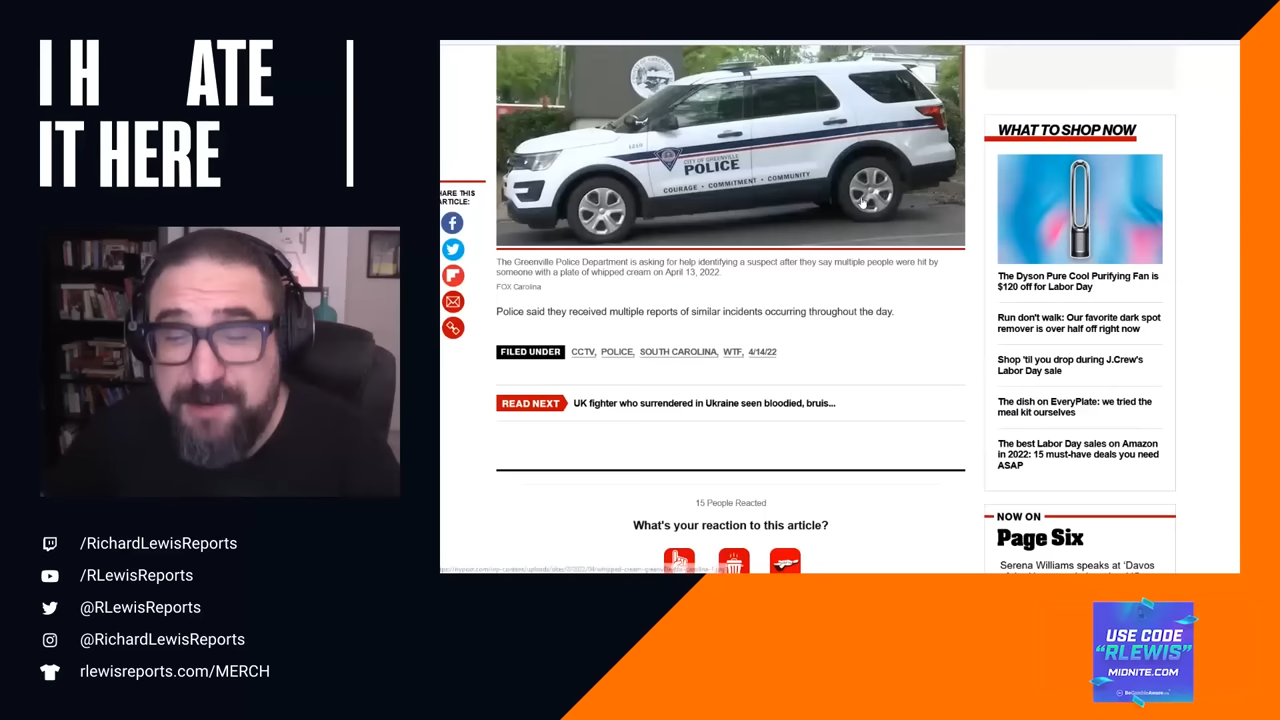 I H ATE
IT HERE
/RichardLewisReports
/RLewisReports
@RLewisReports
@RichardLewisReports
rlewisreports.com/MERCH
HARE THIS
ARTICLE:
1210
CITY OF GREENVILLE
POLICE
COURAGE • COMMITMENT • COMMUNITY
The Greenville Police Department is asking for help identifying a suspect after they say multiple people were hit by
someone with a plate of whipped cream on April 13, 2022.
FOX Carolina
Police said they received multiple reports of similar incidents occurring throughout the day.
FILED UNDER CCTV, POLICE, SOUTH CAROLINA, WTF, 4/14/22
READ NEXT UK fighter who surrendered in Ukraine seen bloodied, bruis...
15 People Reacted
What's your reaction to this article?
WHAT TO SHOP NOW
The Dyson Pure Cool Purifying Fan is
$120 off for Labor Day
Run don't walk: Our favorite dark spot
remover is over half off right now
Shop 'til you drop during J.Crew's
Labor Day sale
The dish on EveryPlate: we tried the
meal kit ourselves
The best Labor Day sales on Amazon
in 2022: 15 must-have deals you need
ASAP
NOW ON
Page Six
Serena Williams speaks at 'Davos
USE CODE
"RLEWIS"
MIDNITE.COM
BeGambleAware.org